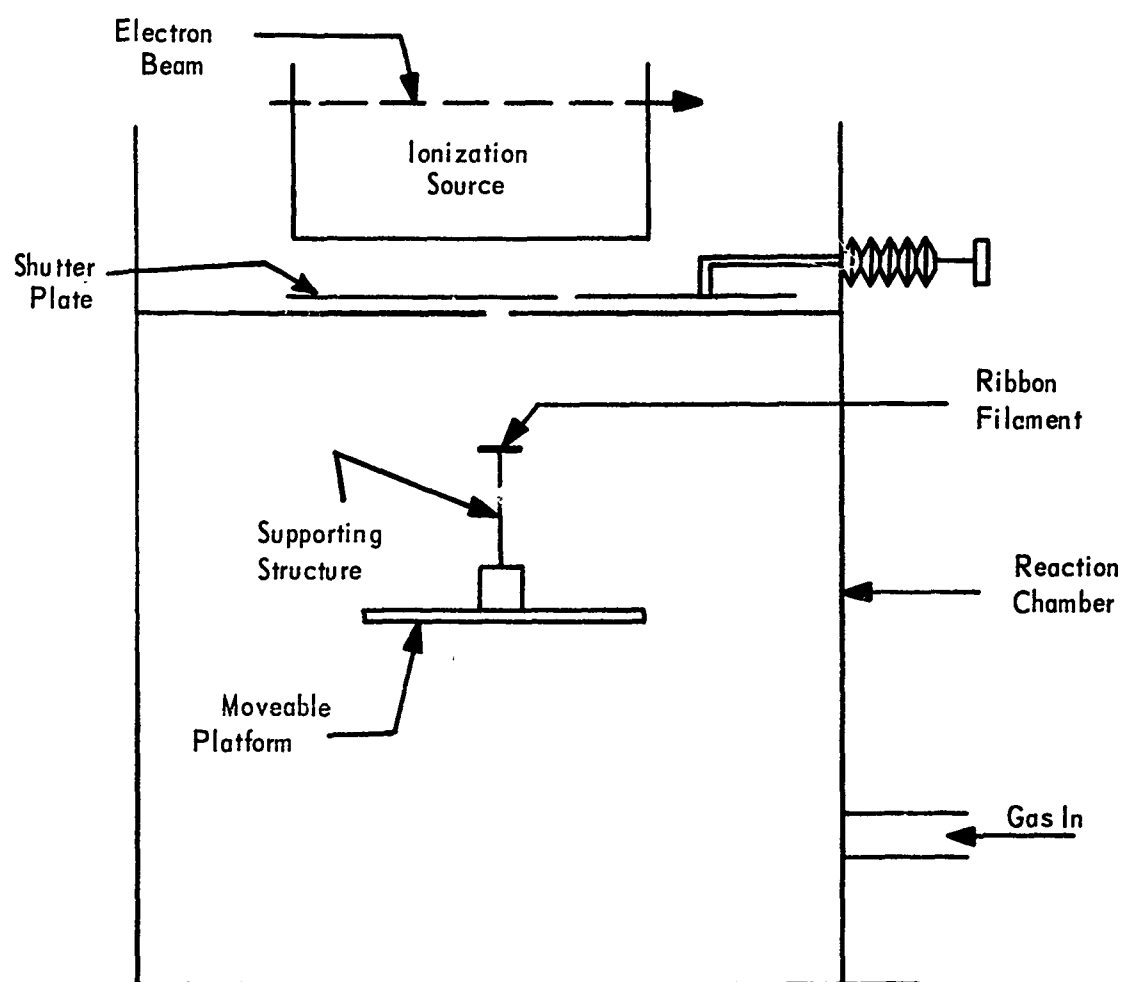 Electron
Beam
Ionization
Source
Shutter
Plate
Ribbon
Filament
Supporting
Structure
Reaction
Chamber
Moveable
Platform
Gas In